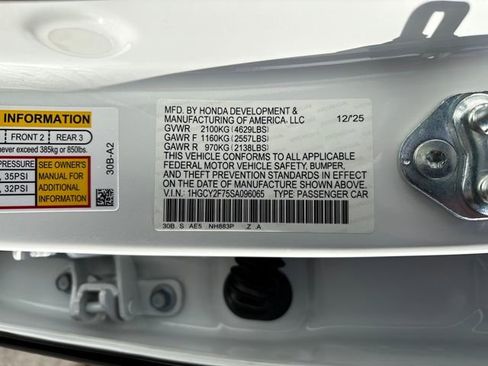 INFORMATION
FRONT 2 REAR 3
never exceed 385kg or 850lbs.
PRESSURE
, 35PSI
, 32PSI
SEE OWNER'S
MANUAL FOR
ADDITIONAL
INFORMATION
30B-A2
MFD. BY HONDA DEVELOPMENT & 12/25
MANUFACTURING OF AMERICA, LLC
GVWR 2100KG (4629LBS)
GAWR F 1160KG (2557LBS)
GAWR R 970KG (2138LBS)
THIS VEHICLE CONFORMS TO ALL APPLICABLE
FEDERAL MOTOR VEHICLE SAFETY, BUMPER,
AND THEFT PREVENTION STANDARDS IN EFFECT
ON THE DATE OF MANUFACTURE SHOWN ABOVE.
V.I.N.: 1HGCY2F75SA096065 TYPE PASSENGER CAR
30B S AE5 NH883P Z A